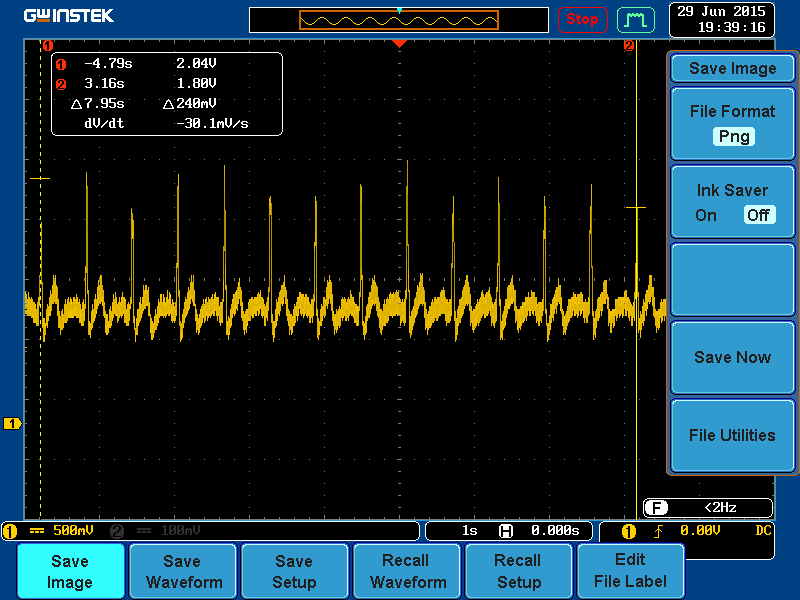 GWINSTEK
Stop
29 Jun 2015
19:39:16
1
2
1 -4.79s 2.04V
2 3.16s 1.80V
△7.95s △240mV
dV/dt -30.1mV/s
Save Image
File Format
Png
Ink Saver
On Off
Save Now
File Utilities
1
F <2Hz
1 500mV 2 100mV
1s H 0.000s
1 0.00V DC
Save
Image
Save
Waveform
Save
Setup
Recall
Waveform
Recall
Setup
Edit
File Label